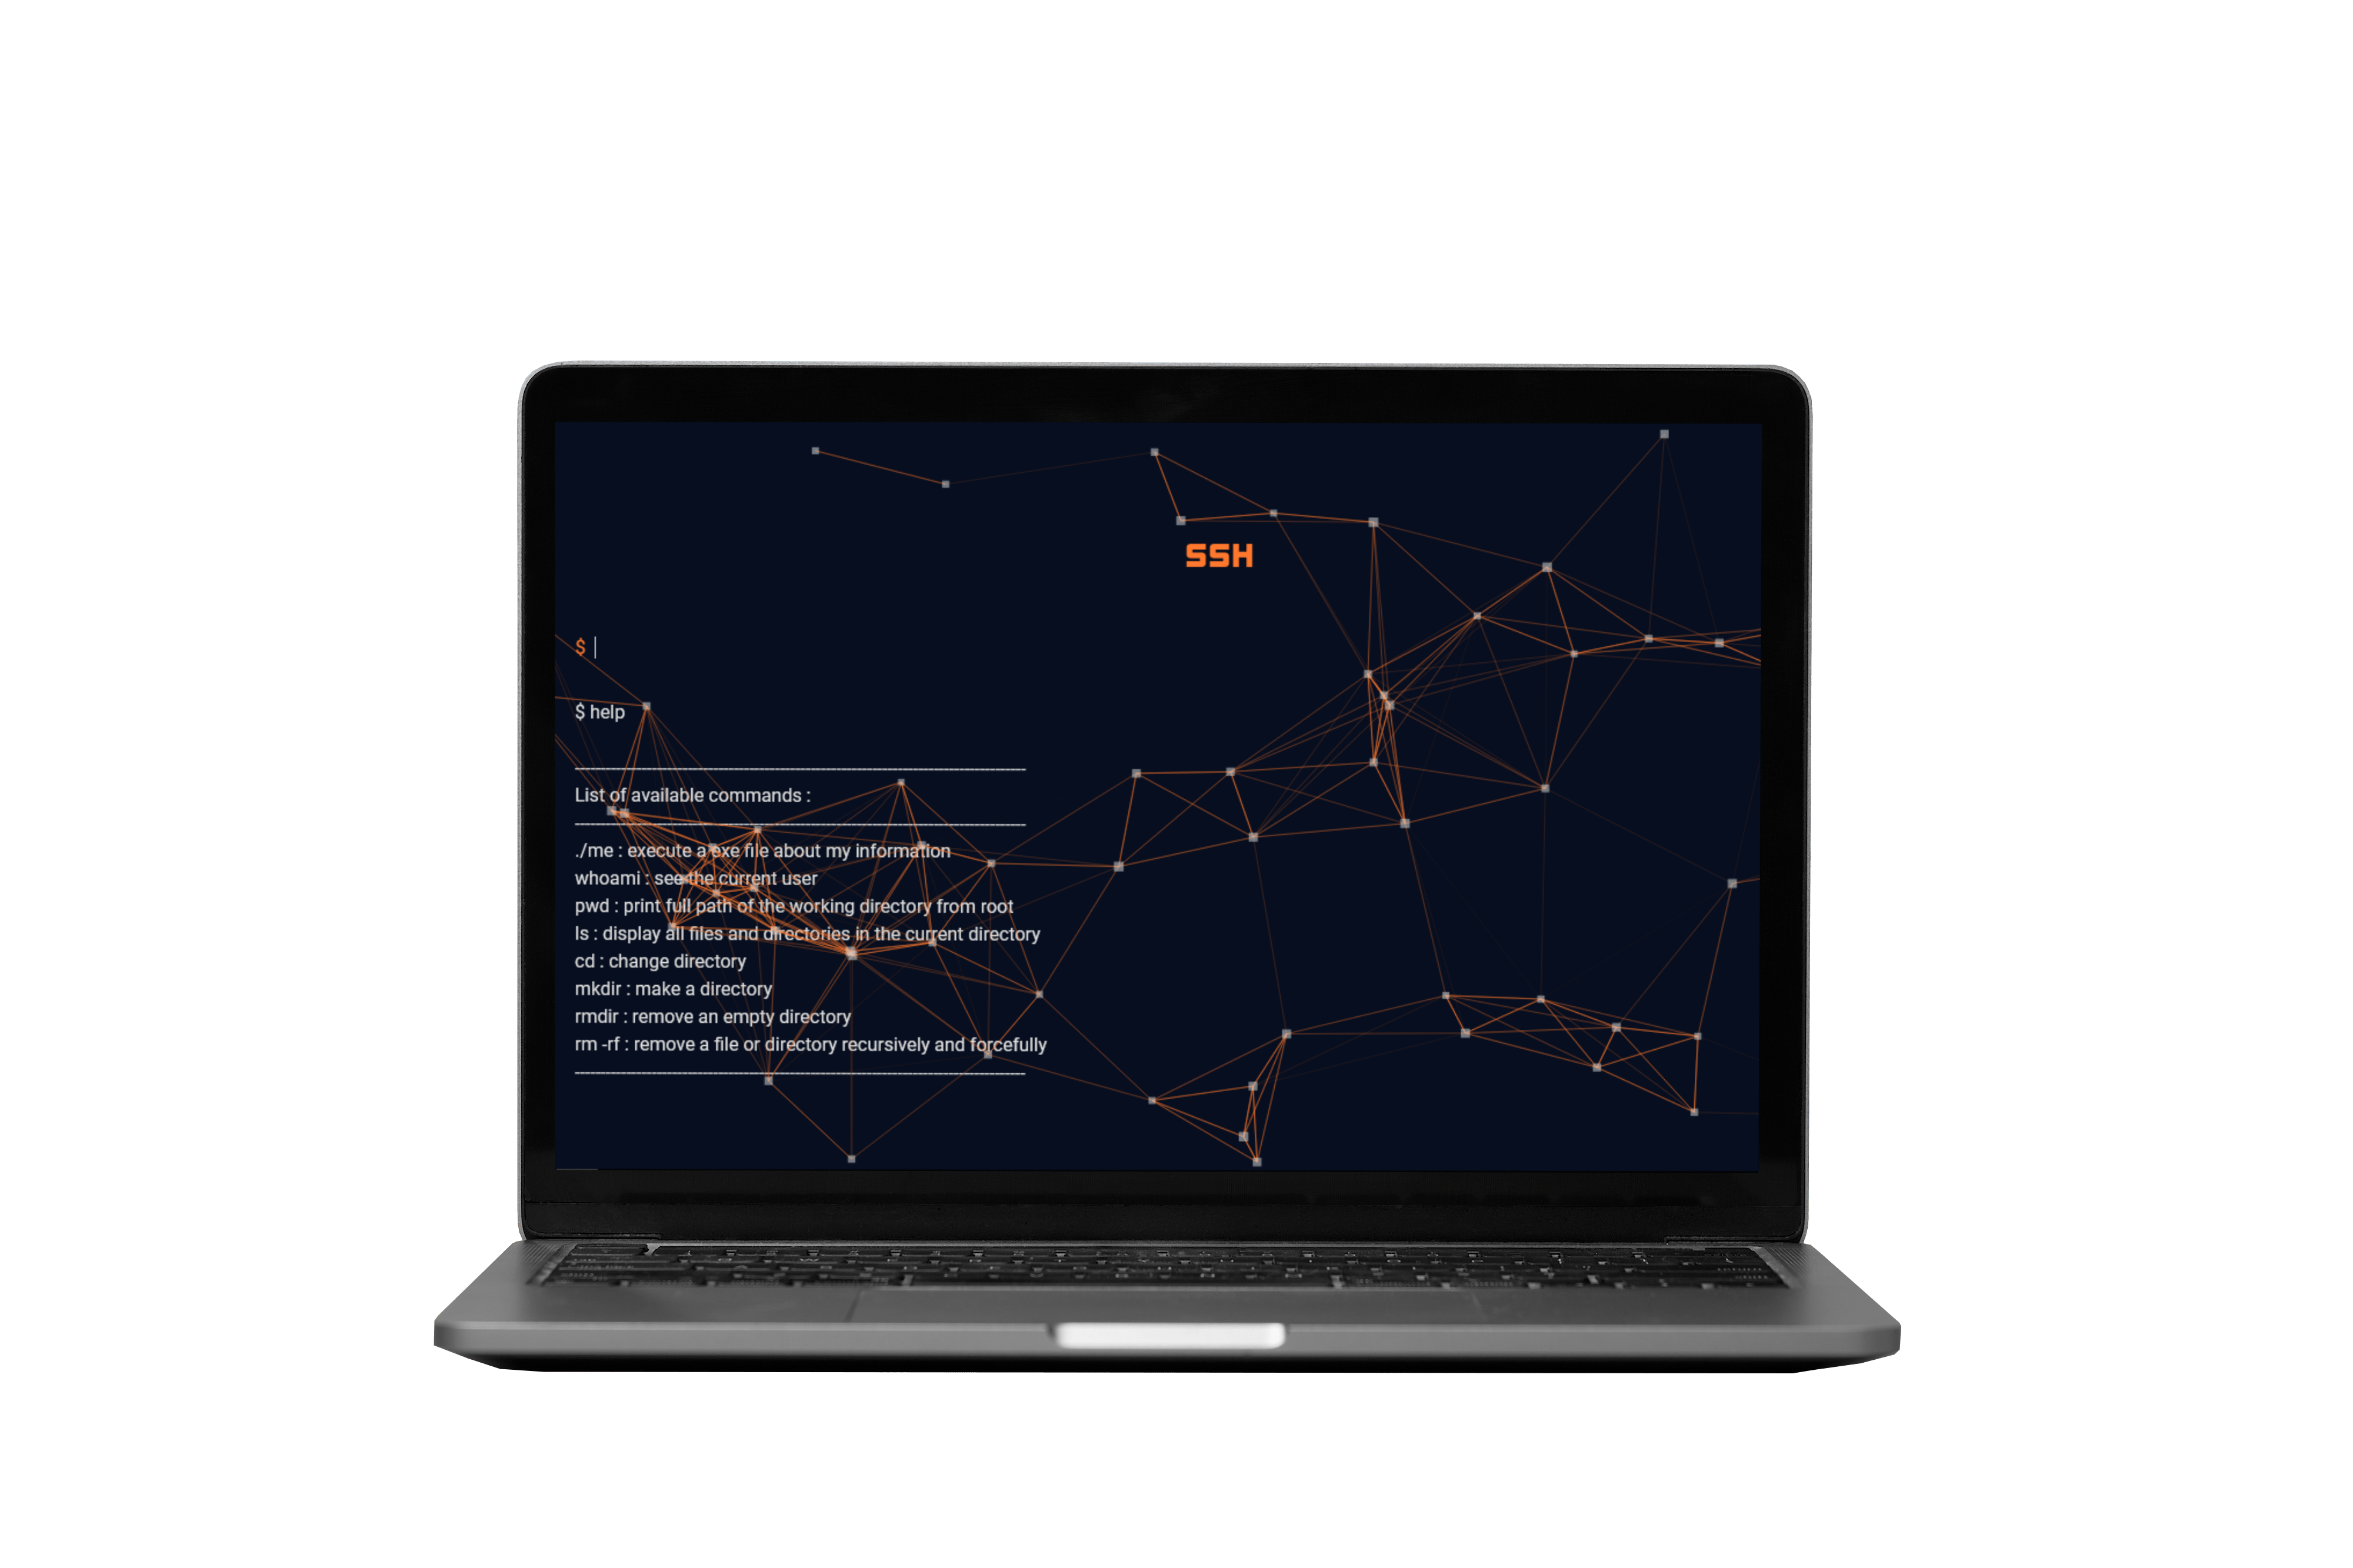 SSH
$
$ help
List of available commands :
./me : execute a exe file about my information
whoami : see the current user
pwd : print full path of the working directory from root
ls : display all files and directories in the current directory
cd : change directory
mkdir : make a directory
rmdir : remove an empty directory
rm -rf : remove a file or directory recursively and forcefully